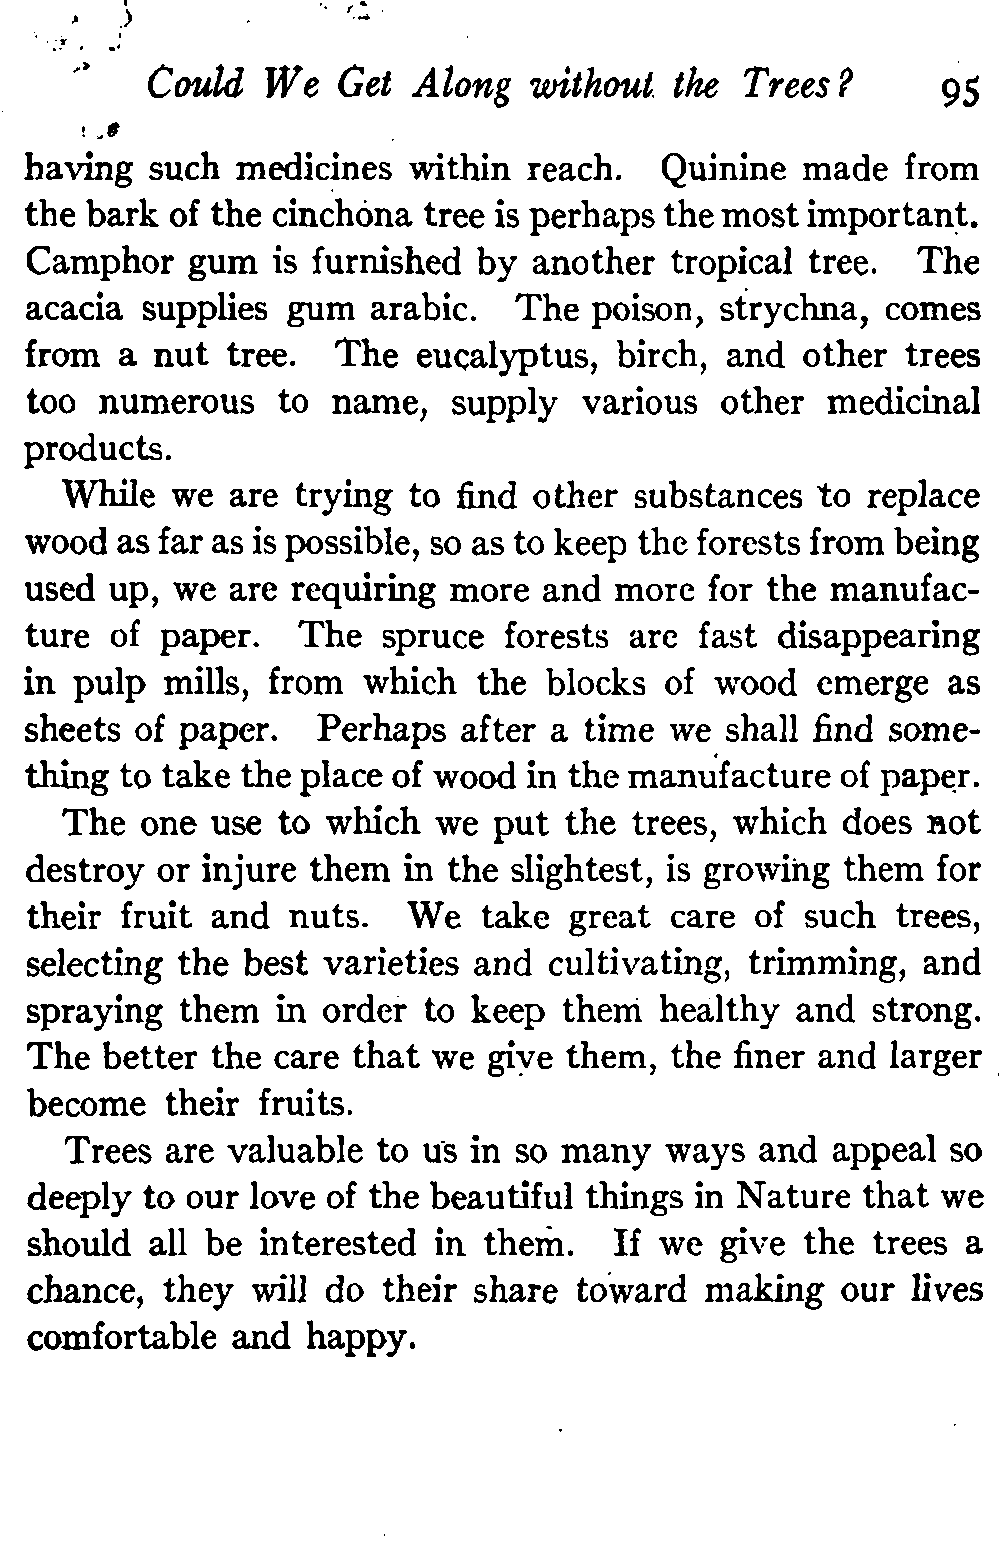 Could We Get Along without the Trees? 95
having such medicines within reach. Quinine made from
the bark of the cinchona tree is perhaps the most important.
Camphor gum is furnished by another tropical tree. The
acacia supplies gum arabic. The poison, strychna, comes
from a nut tree. The eucalyptus, birch, and other trees
too numerous to name, supply various other medicinal
products.
While we are trying to find other substances to replace
wood as far as is possible, so as to keep the forests from being
used up, we are requiring more and more for the manufac-
ture of paper. The spruce forests are fast disappearing
in pulp mills, from which the blocks of wood emerge as
sheets of paper. Perhaps after a time we shall find some-
thing to take the place of wood in the manufacture of paper.
The one use to which we put the trees, which does not
destroy or injure them in the slightest, is growing them for
their fruit and nuts. We take great care of such trees,
selecting the best varieties and cultivating, trimming, and
spraying them in order to keep them healthy and strong.
The better the care that we give them, the finer and larger
become their fruits.
Trees are valuable to us in so many ways and appeal so
deeply to our love of the beautiful things in Nature that we
should all be interested in them. If we give the trees a
chance, they will do their share toward making our lives
comfortable and happy.